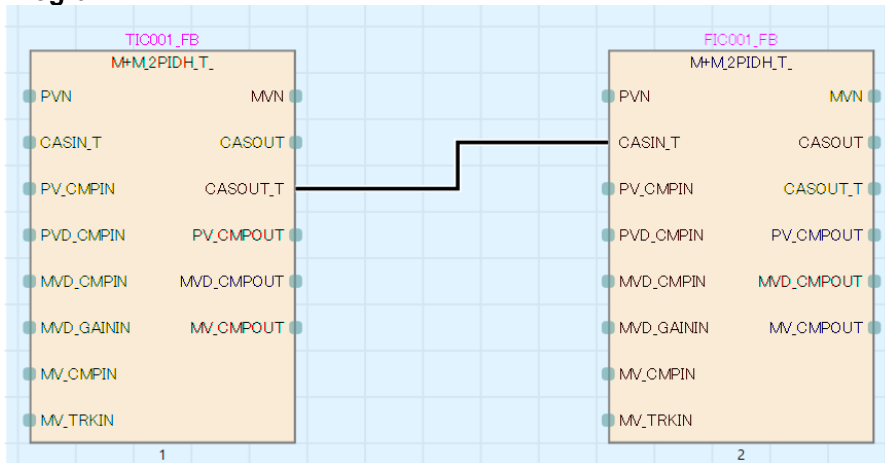 TIC001_FB
M+M_2PIDH_T_
PVN MVN
CASIN_T CASOUT
PV_CMPIN CASOUT_T
PVD_CMPIN PV_CMPOUT
MVD_CMPIN MVD_CMPOUT
MVD_GAININ MV_CMPOUT
MV_CMPIN
MV_TRKIN
1
FIC001_FB
M+M_2PIDH_T_
PVN MVN
CASIN_T CASOUT
PV_CMPIN CASOUT_T
PVD_CMPIN PV_CMPOUT
MVD_CMPIN MVD_CMPOUT
MVD_GAININ MV_CMPOUT
MV_CMPIN
MV_TRKIN
2